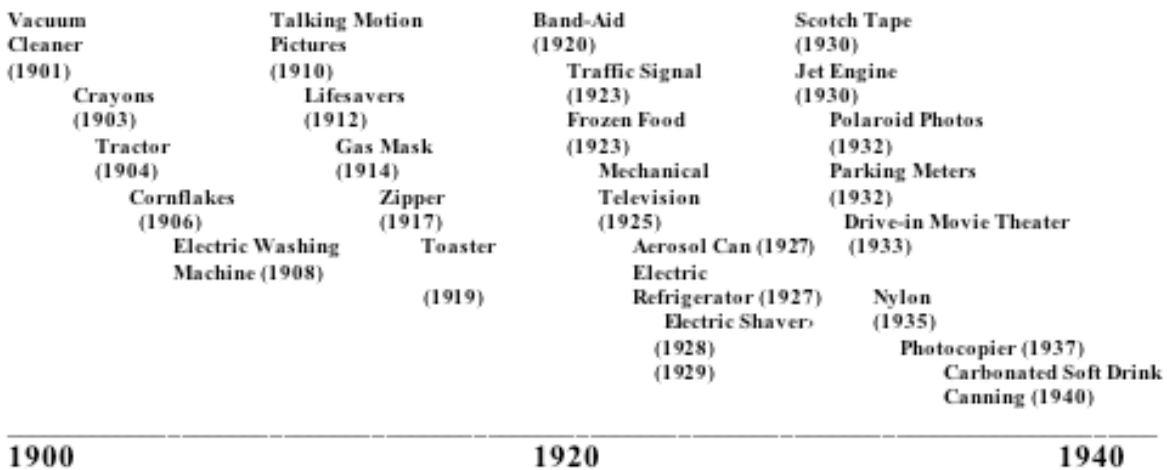 Vacuum
Cleaner
(1901)
Crayons
(1903)
Tractor
(1904)
Cornflakes
(1906)
Electric Washing
Machine (1908)
Talking Motion
Pictures
(1910)
Lifesavers
(1912)
Gas Mask
(1914)
Zipper
(1917)
Toaster
(1919)
Band-Aid
(1920)
Traffic Signal
(1923)
Frozen Food
(1923)
Mechanical
Television
(1925)
Aerosol Can (1927)
Electric
Refrigerator (1927)
Electric Shaver›
(1928)
(1929)
Scotch Tape
(1930)
Jet Engine
(1930)
Polaroid Photos
(1932)
Parking Meters
(1932)
Drive-in Movie Theater
(1933)
Nylon
(1935)
Photocopier (1937)
Carbonated Soft Drink
Canning (1940)
1900 1920 1940